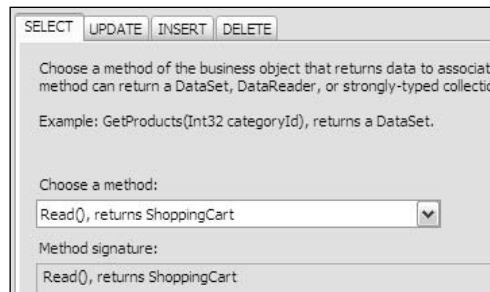 SELECT UPDATE INSERT DELETE
Choose a method of the business object that returns data to associat
method can return a DataSet, DataReader, or strongly-typed collectio
Example: GetProducts(Int32 categoryId), returns a DataSet.
Choose a method:
Read(), returns ShoppingCart
Method signature:
Read(), returns ShoppingCart